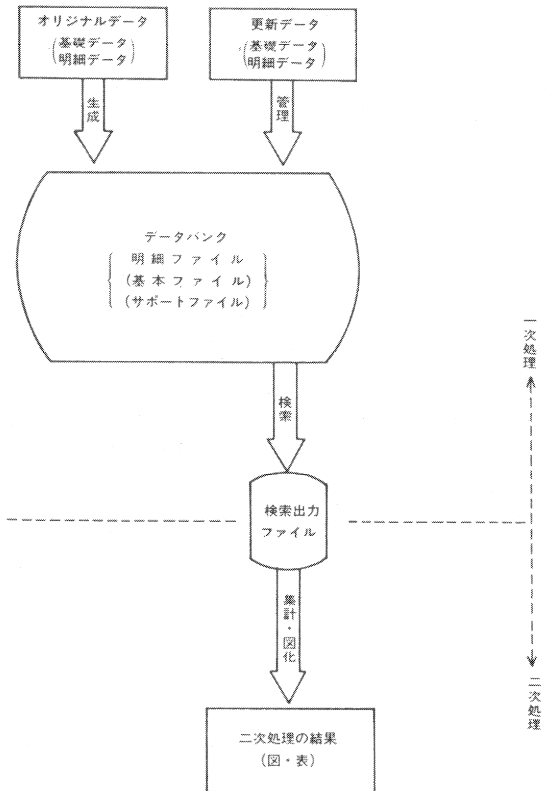 オリジナルデータ
(基礎データ
明細データ)
更新データ
(基礎データ
明細データ)
生成
管理
データバンク
明細ファイル
(基本ファイル)
(サポートファイル)
検索
一次処理
検索出力
ファイル
集計・図化
二次処理
二次処理の結果
(図・表)